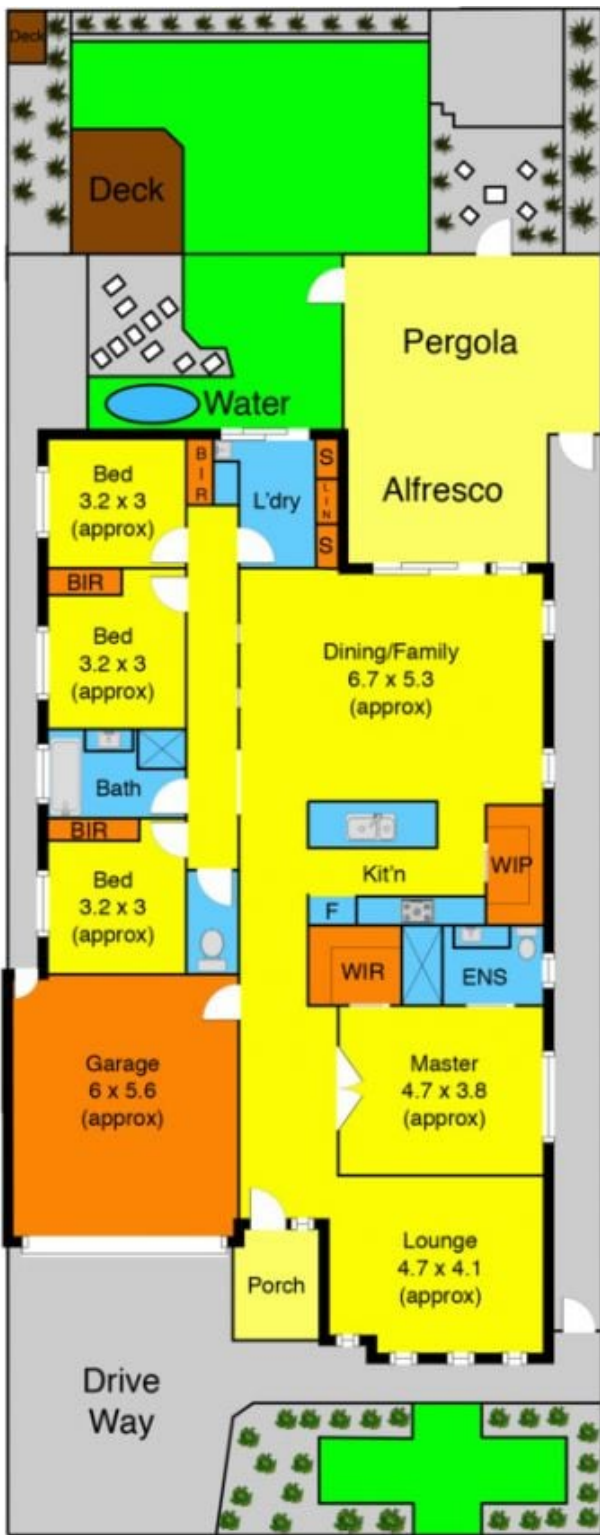 Deck
Deck
Pergola
Water
Bed
3.2 x 3
(approx)
BIR
L'dry
S
LIN
S
Alfresco
BIR
Bed
3.2 x 3
(approx)
Dining/Family
6.7 x 5.3
(approx)
Bath
BIR
Bed
3.2 x 3
(approx)
Kit'n
WIP
F
WIR
ENS
Garage
6 x 5.6
(approx)
Master
4.7 x 3.8
(approx)
Lounge
4.7 x 4.1
(approx)
Porch
Drive
Way